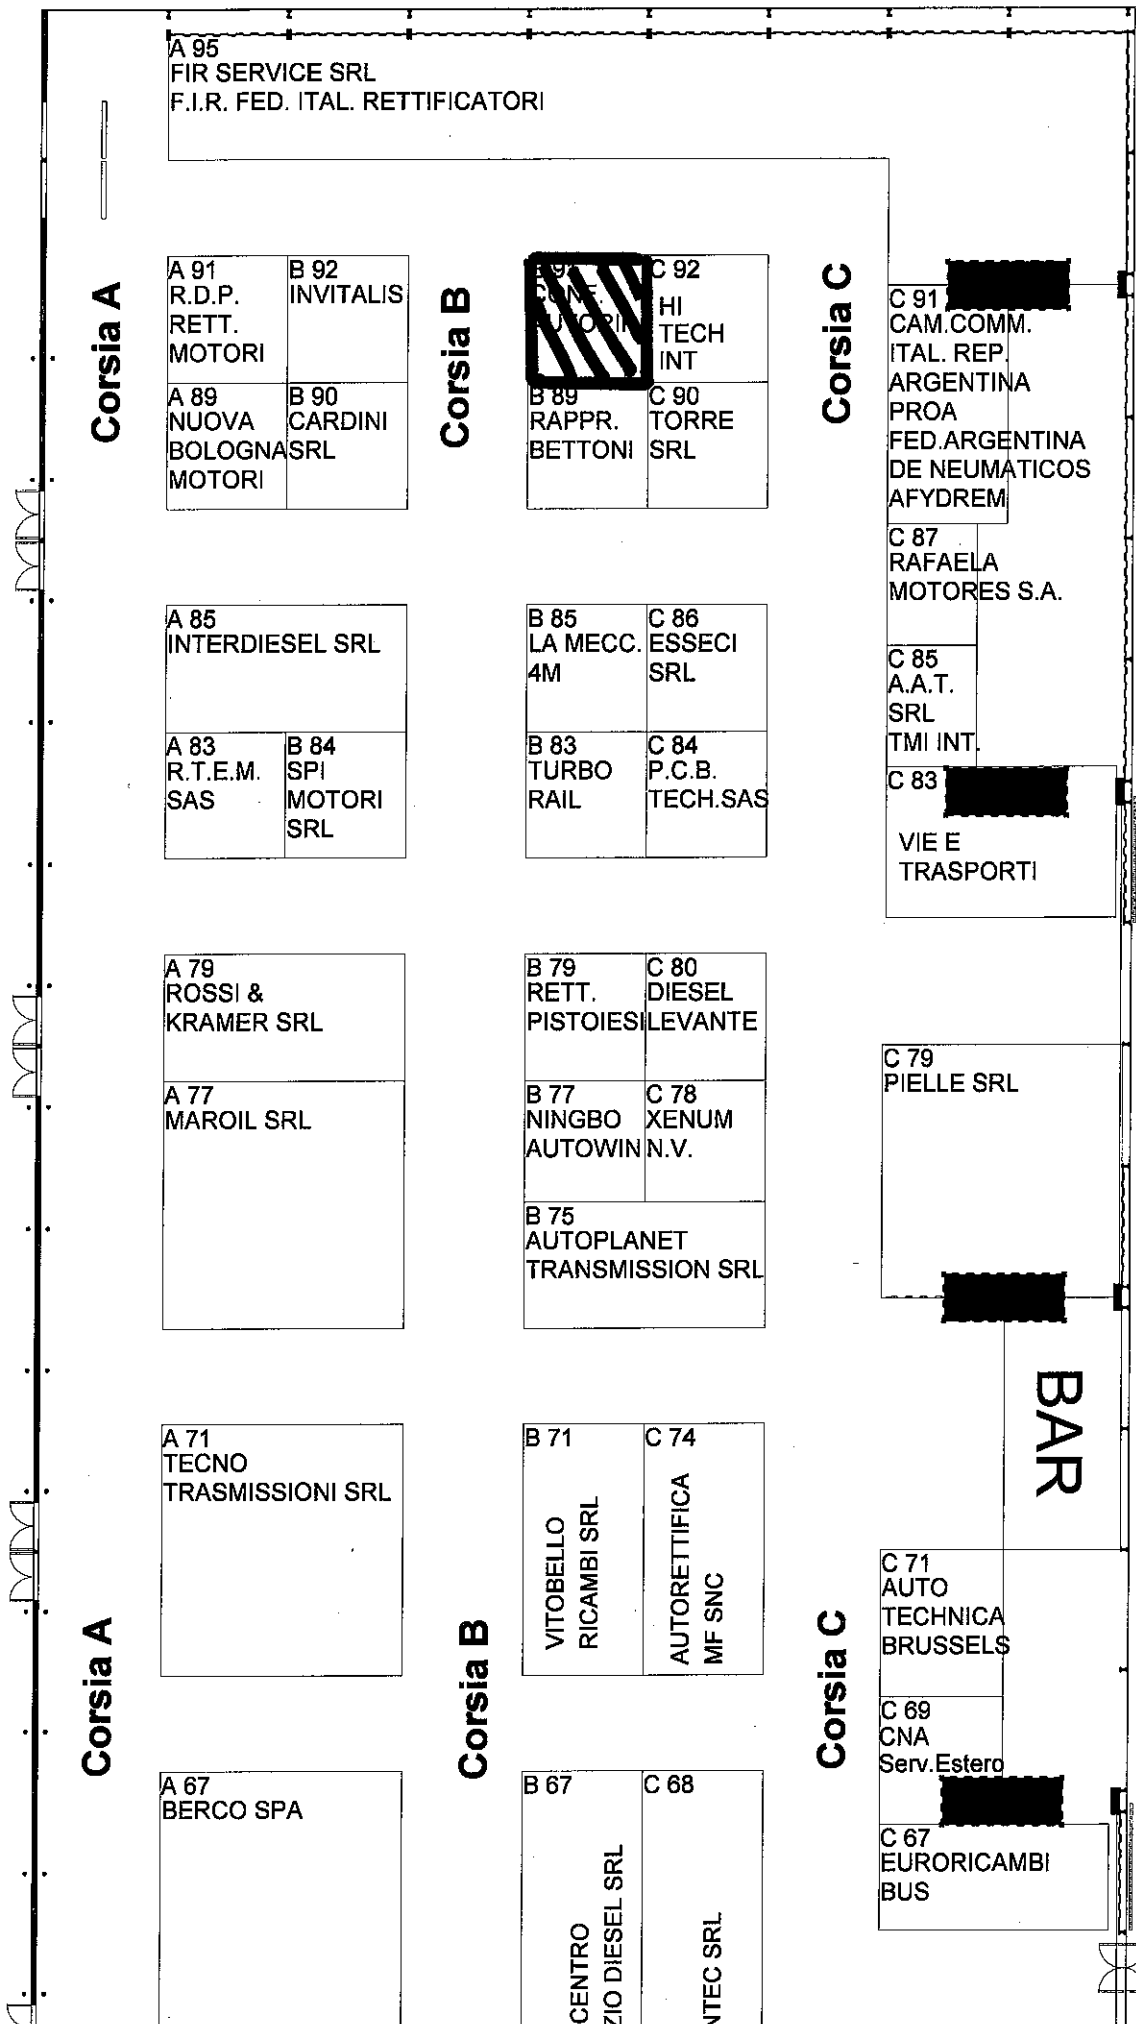 A 95
FIR SERVICE SRL
F.I.R. FED. ITAL. RETTIFICATORI
Corsia A
A 91
R.D.P.
RETT.
MOTORI
B 92
INVITALIS
A 89
NUOVA
BOLOGNA
MOTORI
B 90
CARDINI
SRL
Corsia B
C 92
HI
TECH
INT
B 89
RAPPR.
BETTONI
C 90
TORRE
SRL
Corsia C
C 91
CAM.COMM.
ITAL. REP.
ARGENTINA
PROA
FED.ARGENTINA
DE NEUMATICOS
AFYDREM
C 87
RAFAELA
MOTORES S.A.
C 85
A.A.T.
SRL
TMI INT.
C 83
VIE E
TRASPORTI
A 85
INTERDIESEL SRL
A 83
R.T.E.M.
SAS
B 84
SPI
MOTORI
SRL
B 85
LA MECC.
4M
C 86
ESSECI
SRL
B 83
TURBO
RAIL
C 84
P.C.B.
TECH.SAS
A 79
ROSSI &
KRAMER SRL
A 77
MAROIL SRL
B 79
RETT.
PISTOIESI
C 80
DIESEL
LEVANTE
B 77
NINGBO
AUTOWIN
C 78
XENUM
N.V.
B 75
AUTOPLANET
TRANSMISSION SRL
C 79
PIELLE SRL
BAR
A 71
TECNO
TRASMISSIONI SRL
B 71
VITOBELLO
RICAMBI SRL
C 74
AUTORETTIFICA
MF SNC
C 71
AUTO
TECHNICA
BRUSSELS
C 69
CNA
Serv.Estero
Corsia A
Corsia B
Corsia C
A 67
BERCO SPA
B 67
CENTRO
ZIO DIESEL SRL
C 68
NTEC SRL
C 67
EURORICAMBI
BUS